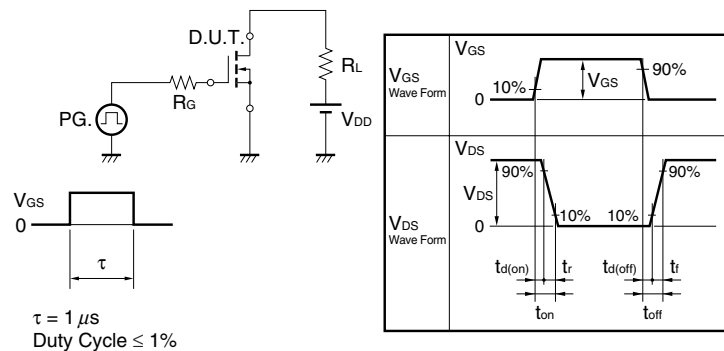 D.U.T.
RL
RG
PG.
VDD
VGS
0
τ
τ = 1 μs
Duty Cycle ≤ 1%
VGS
Wave Form
VGS
10%
VGS
90%
0
VDS
Wave Form
VDS
90%
VDS
90%
10%
10%
0
td(on)
tr
td(off)
tf
ton
toff